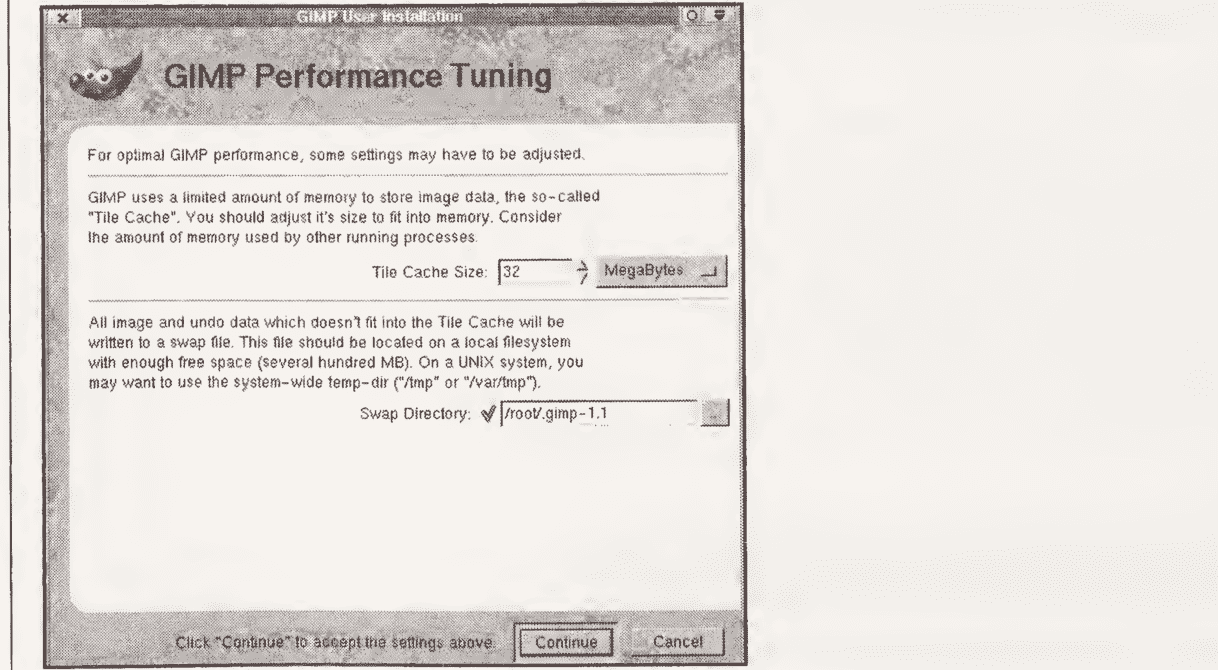 GIMP User Installation
GIMP Performance Tuning
For optimal GIMP performance, some settings may have to be adjusted.
GIMP uses a limited amount of memory to store image data, the so-called
"Tile Cache". You should adjust it's size to fit into memory. Consider
the amount of memory used by other running processes.
Tile Cache Size: 32 MegaBytes
All image and undo data which doesn't fit into the Tile Cache will be
written to a swap file. This file should be located on a local filesystem
with enough free space (several hundred MB). On a UNIX system, you
may want to use the system-wide temp-dir ("/tmp" or "/var/tmp").
Swap Directory: /root/.gimp-1.1
Click "Continue" to accept the settings above. Continue Cancel